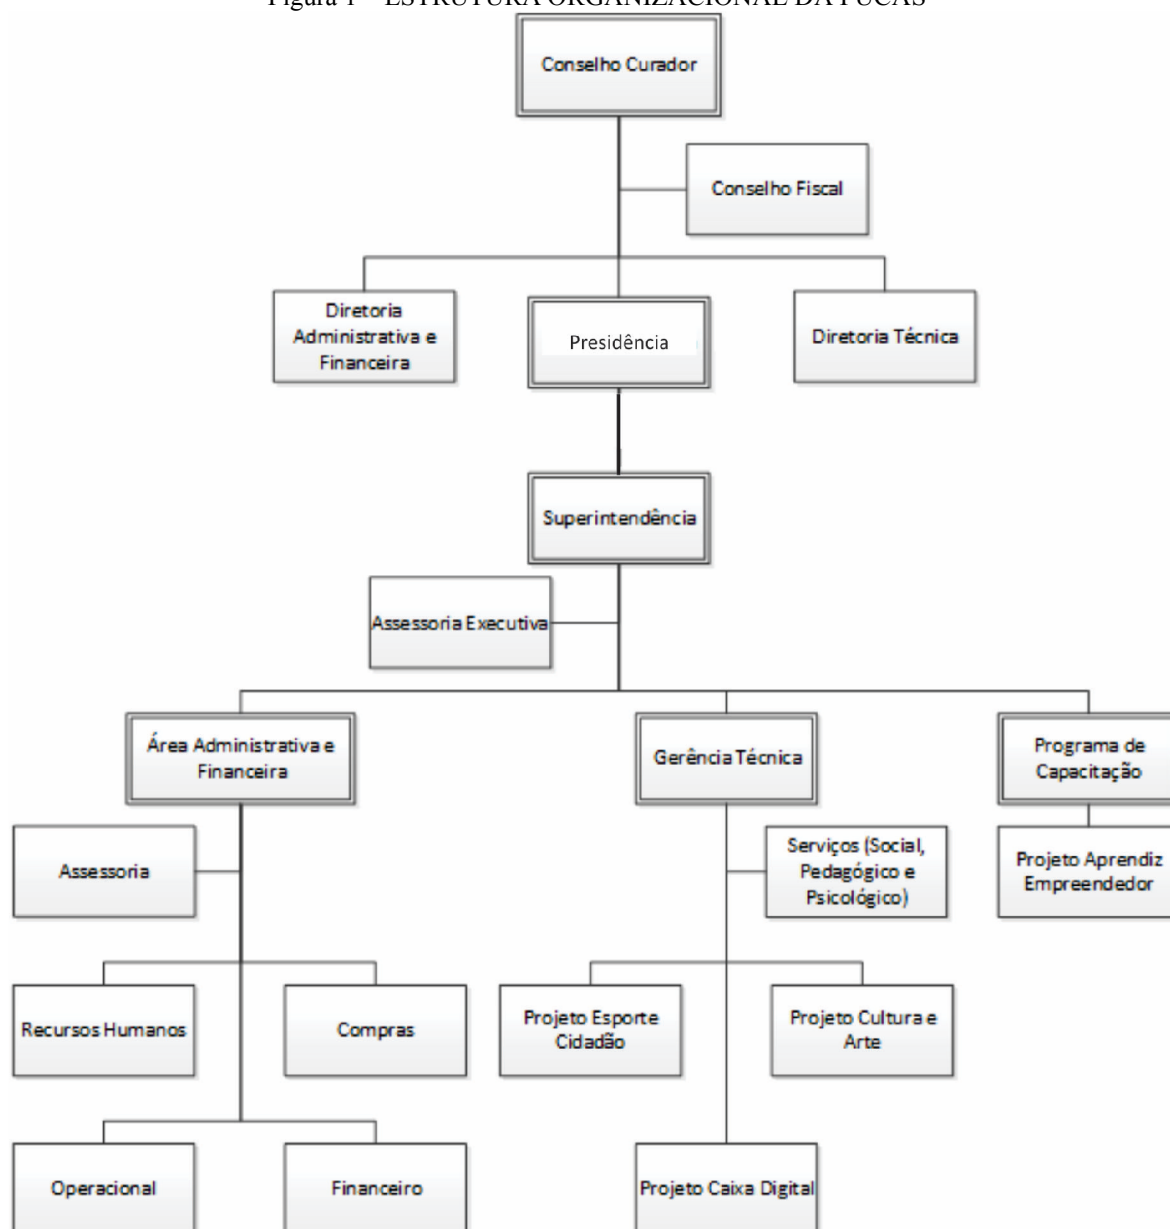 Figura 1 – ESTRUTURA ORGANIZACIONAL DA FUCAS
Conselho Curador
Conselho Fiscal
Diretoria
Administrativa e
Financeira
Presidência
Diretoria Técnica
Superintendência
Assessoria Executiva
Área Administrativa e
Financeira
Gerência Técnica
Programa de
Capacitação
Assessoria
Serviços (Social,
Pedagógico e
Psicológico)
Projeto Aprendiz
Empreendedor
Recursos Humanos
Compras
Projeto Esporte
Cidadão
Projeto Cultura e
Arte
Operacional
Financeiro
Projeto Caixa Digital